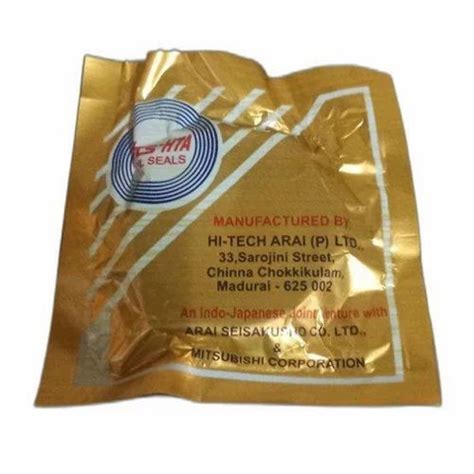 HTA
SEALS
MANUFACTURED BY
HI-TECH ARAI (P) LTD.,
33,Sarojini Street,
Chinna Chokkikulam,
Madurai - 625 002
An Indo-Japanese Joint Venture with
ARAI SEISAKUSHO CO. LTD.,
&
MITSUBISHI CORPORATION